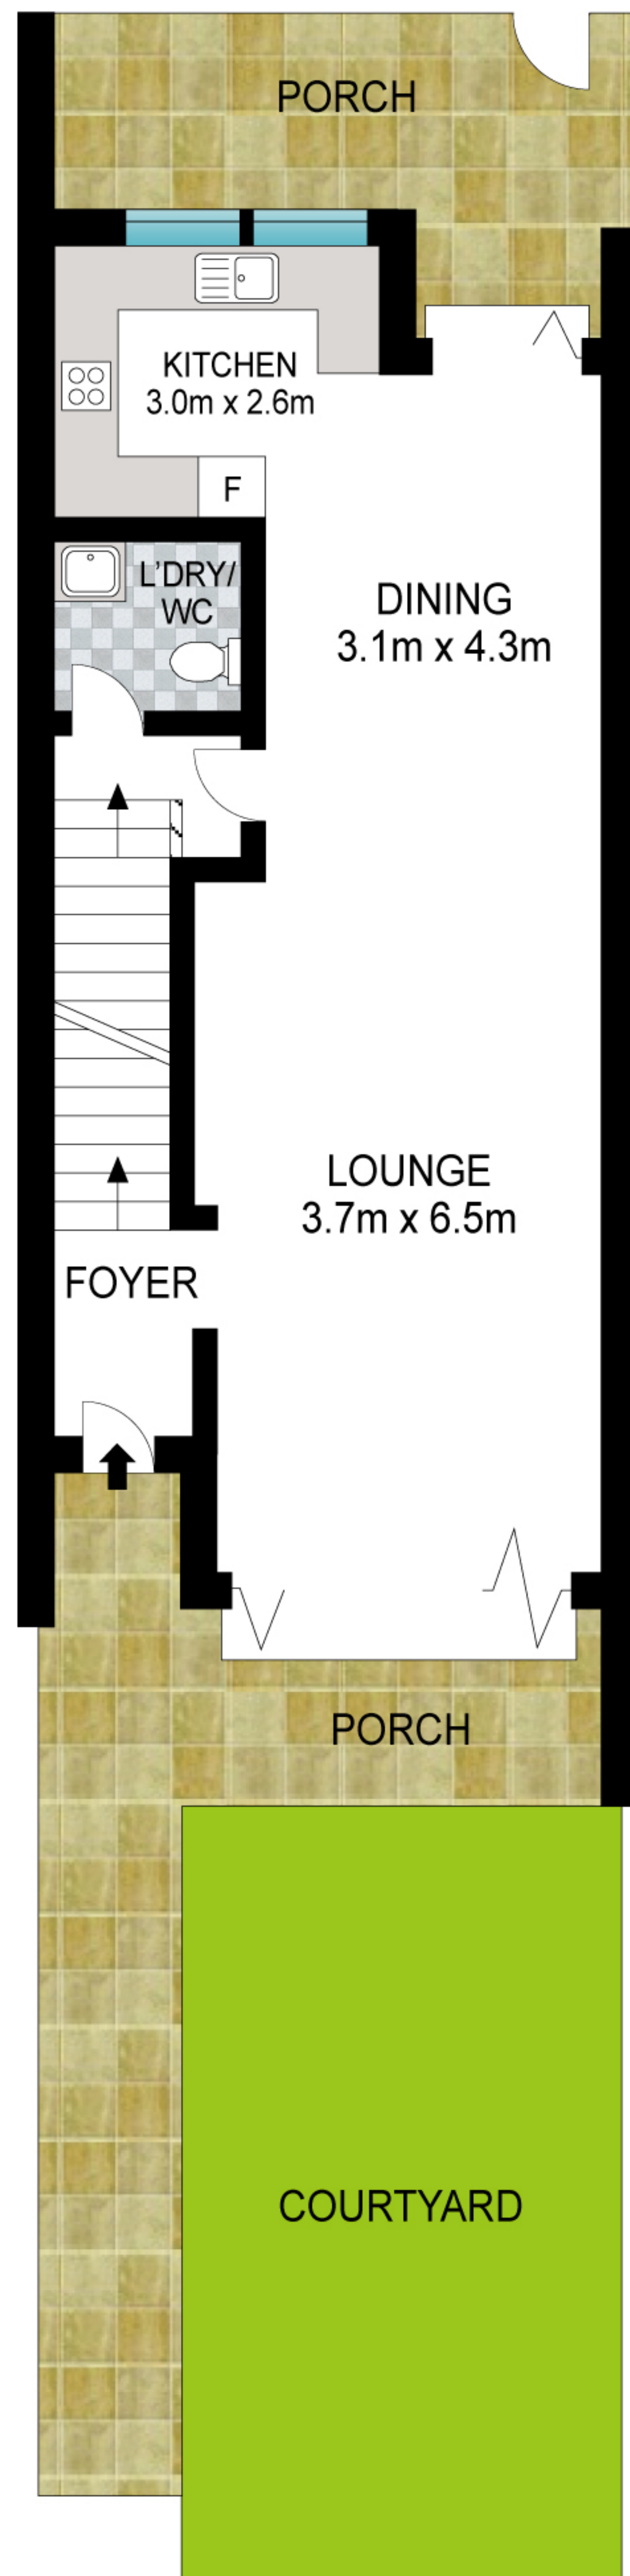 PORCH
KITCHEN
3.0m x 2.6m
F
L'DRY/
WC
DINING
3.1m x 4.3m
LOUNGE
3.7m x 6.5m
FOYER
PORCH
COURTYARD